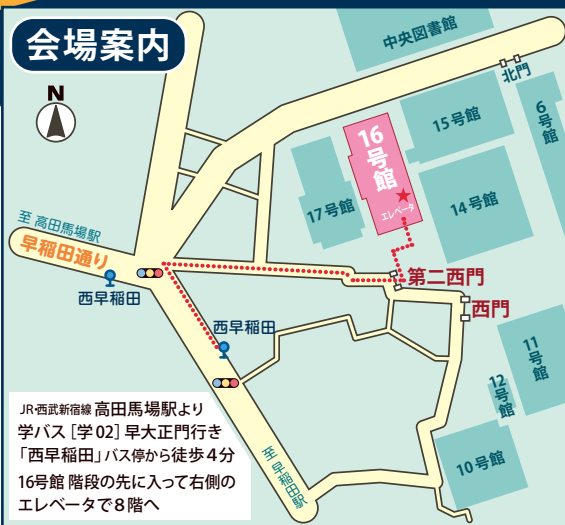 会場案内
N
中央図書館
北門
6号館
15号館
16号館
エレベータ
17号館
14号館
至 高田馬場駅
早稲田通り
西早稲田
第二西門
西門
西早稲田
11号館
12号館
10号館
至 早稲田駅
JR・西武新宿線 高田馬場駅より
学バス [学02] 早大正門行き
「西早稲田」バス停から徒歩4分
16号館 階段の先に入って右側の
エレベータで8階へ